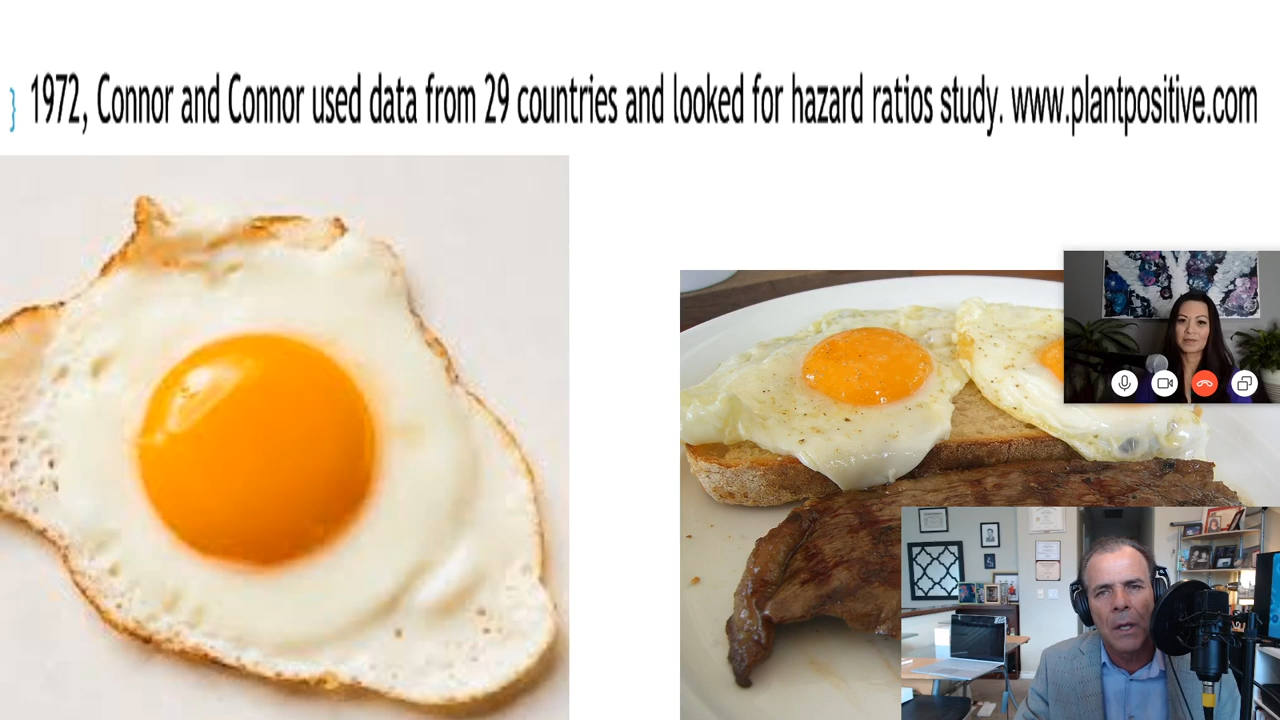 } 1972, Connor and Connor used data from 29 countries and looked for hazard ratios study. www.plantpositive.com